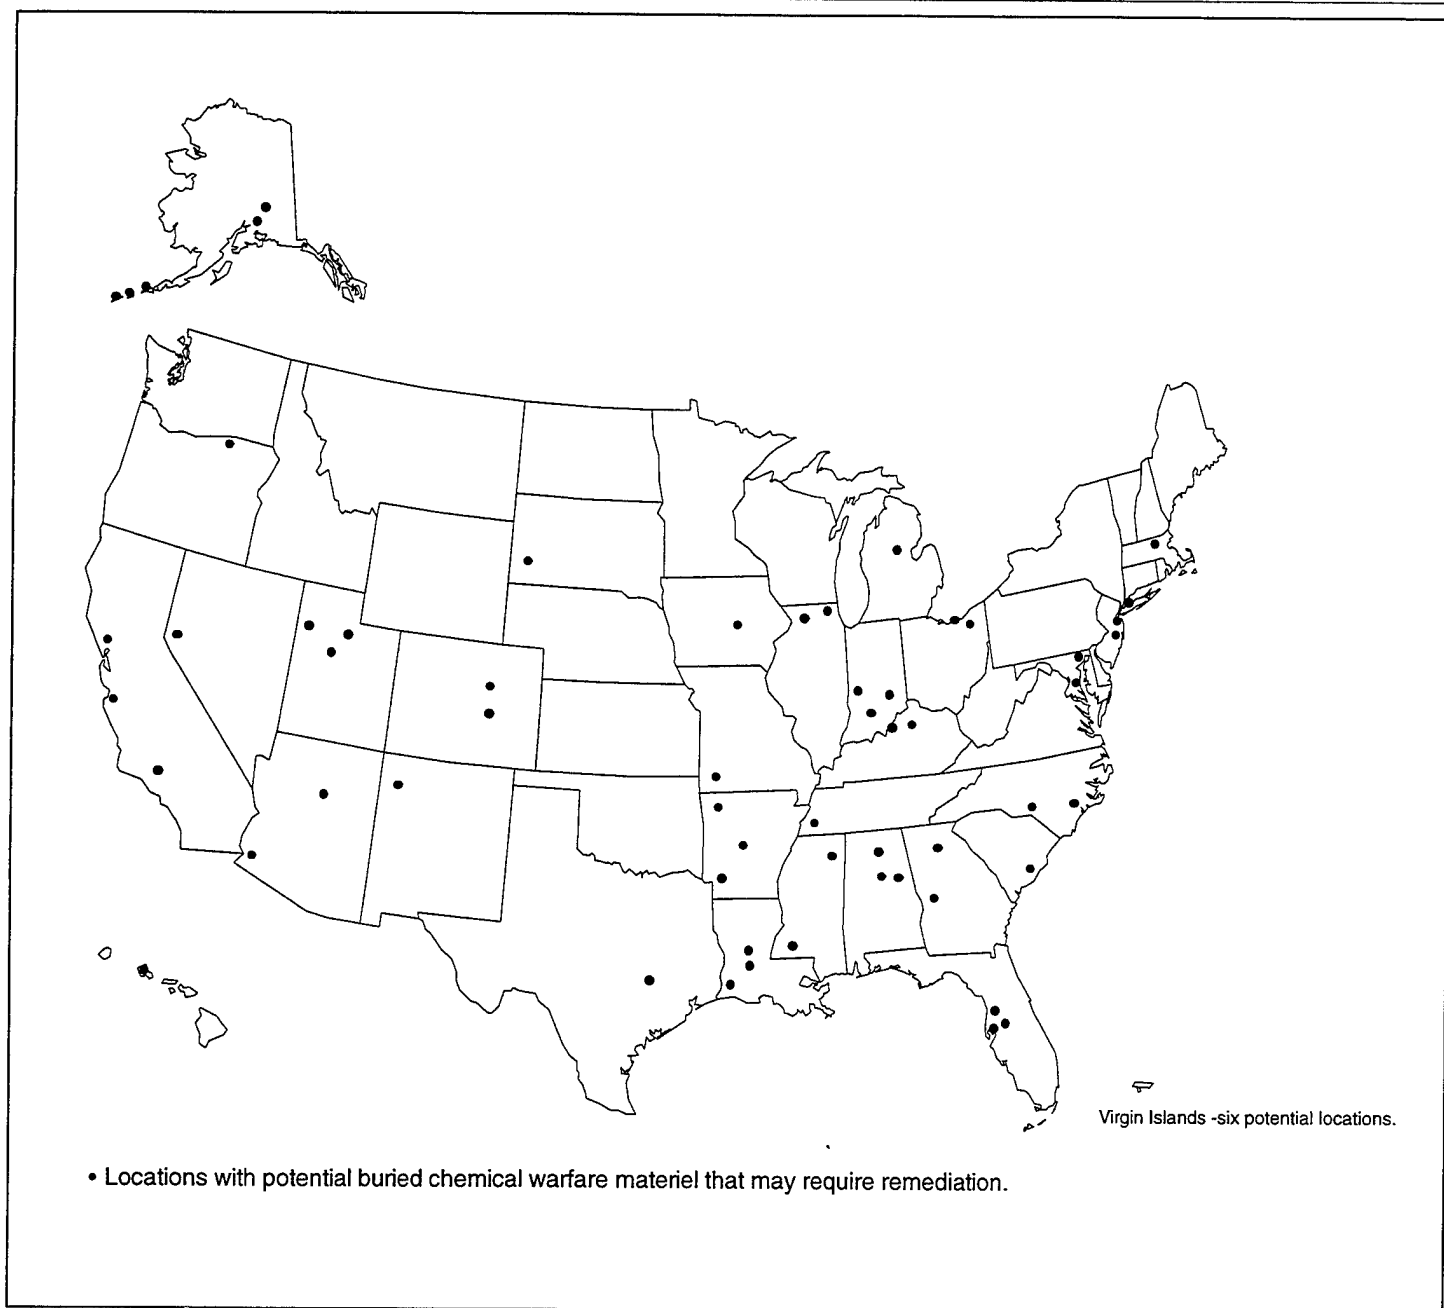 Virgin Islands -six potential locations.
• Locations with potential buried chemical warfare materiel that may require remediation.